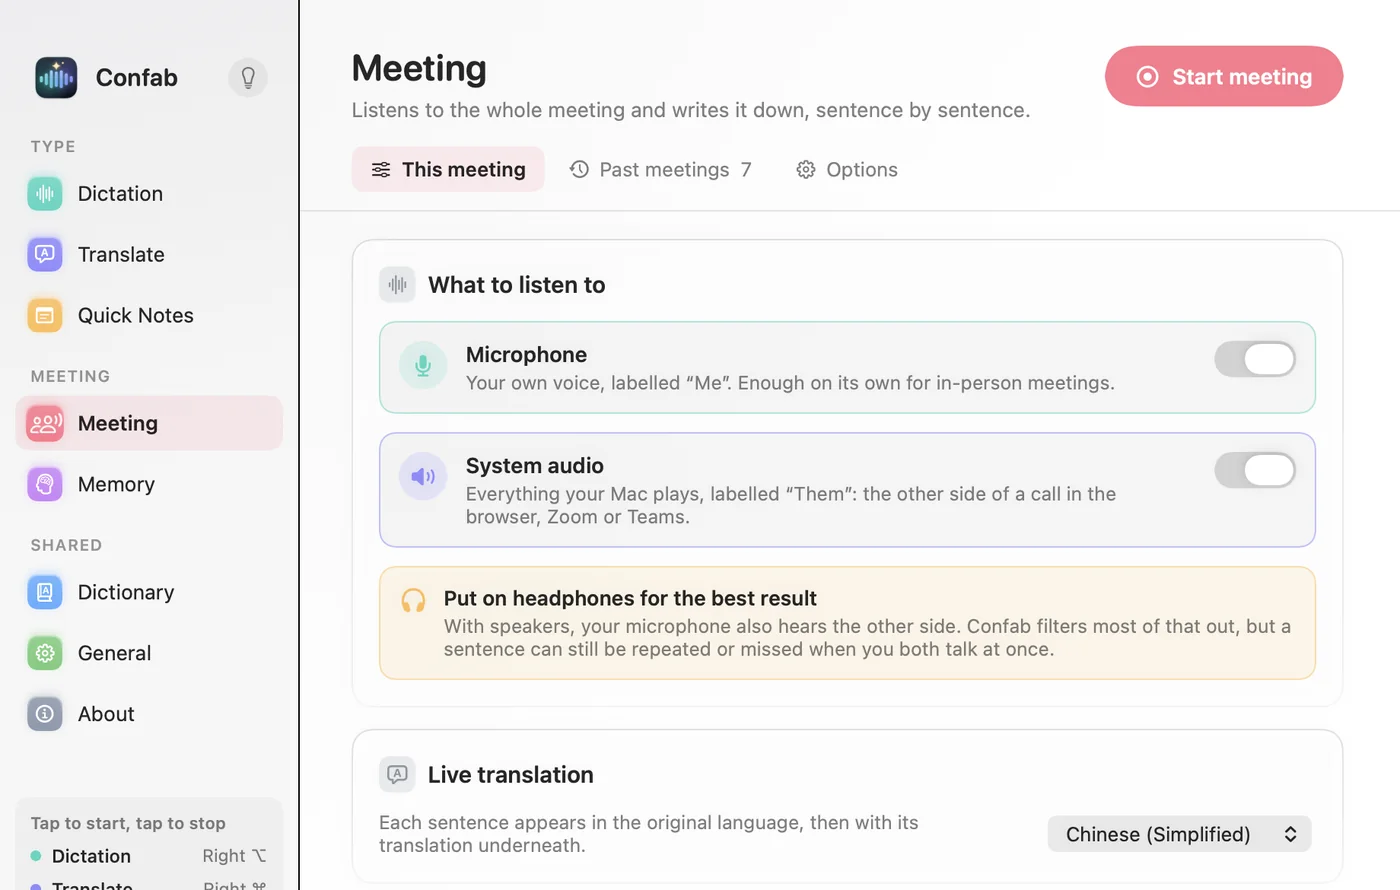 Confab
TYPE
Dictation
Translate
Quick Notes
MEETING
Meeting
Memory
SHARED
Dictionary
General
About
Tap to start, tap to stop
Dictation Right ⌥
Translate Right ⌘
Meeting
Listens to the whole meeting and writes it down, sentence by sentence.
Start meeting
This meeting
Past meetings 7
Options
What to listen to
Microphone
Your own voice, labelled “Me”. Enough on its own for in-person meetings.
System audio
Everything your Mac plays, labelled “Them”: the other side of a call in the
browser, Zoom or Teams.
Put on headphones for the best result
With speakers, your microphone also hears the other side. Confab filters most of that out, but a
sentence can still be repeated or missed when you both talk at once.
Live translation
Each sentence appears in the original language, then with its
translation underneath.
Chinese (Simplified)